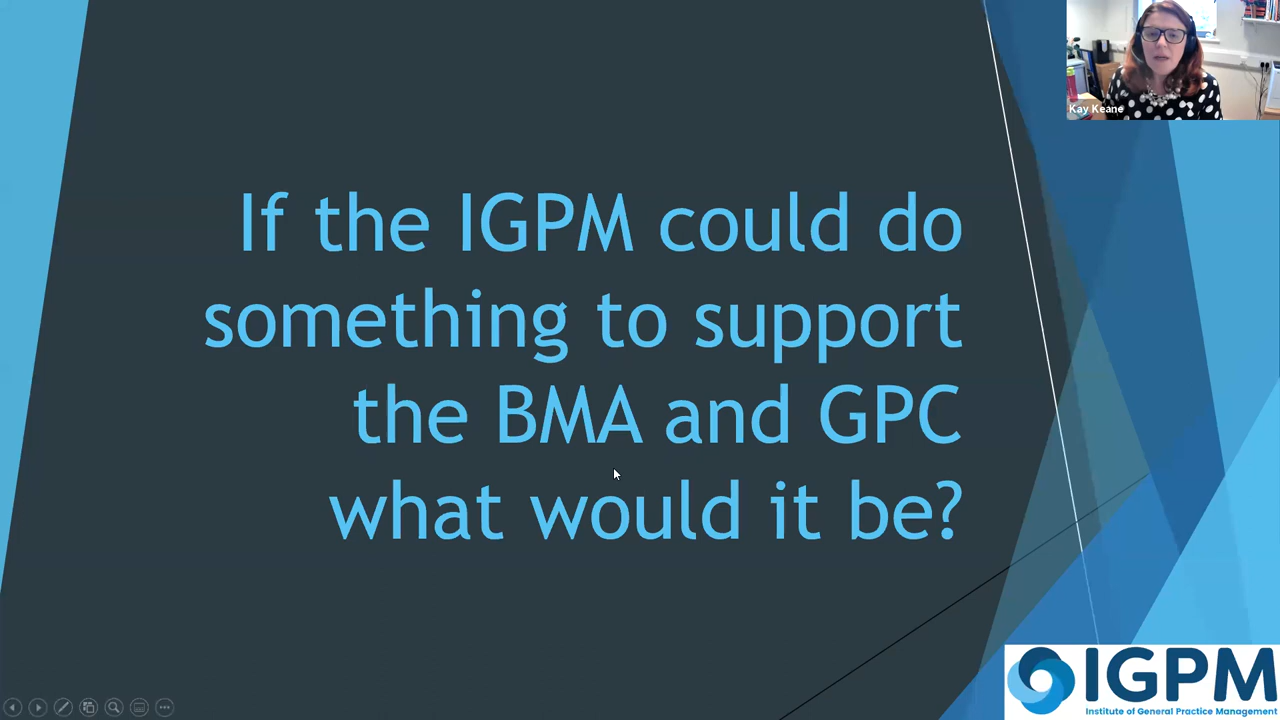 Kay Keane
If the IGPM could do
something to support
the BMA and GPC
what would it be?
IGPM
Institute of General Practice Management